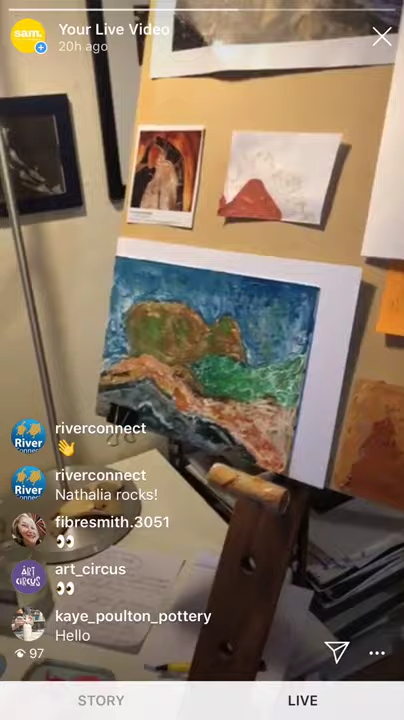 sam.
Your Live Video
20h ago
riverconnect
👋
River
Connect
riverconnect
Nathalia rocks!
River
Connect
fibresmith.3051
👀
art_circus
👀
ART
CIRCUS
kaye_poulton_pottery
Hello
97
STORY
LIVE